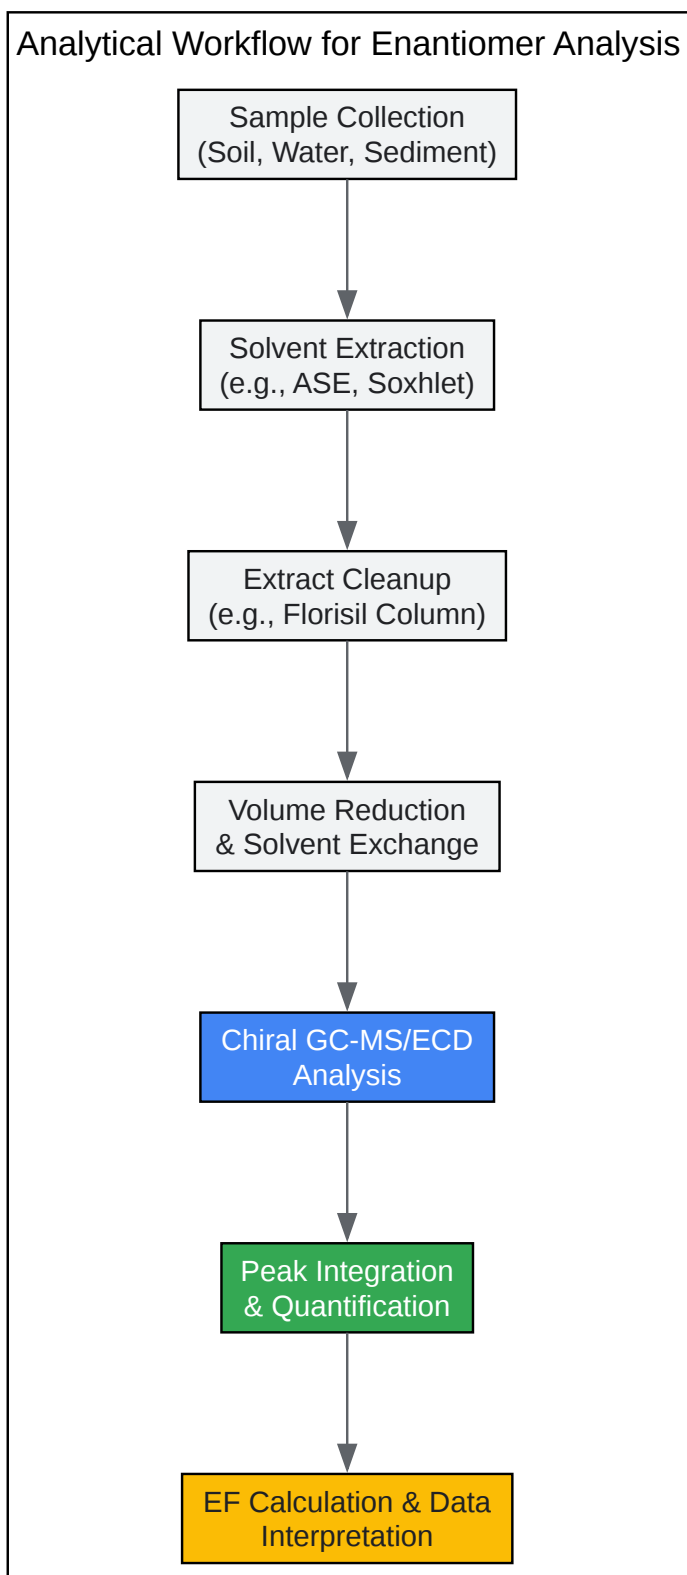 Analytical Workflow for Enantiomer Analysis
Sample Collection
(Soil, Water, Sediment)
Solvent Extraction
(e.g., ASE, Soxhlet)
Extract Cleanup
(e.g., Florisil Column)
Volume Reduction
& Solvent Exchange
Chiral GC-MS/ECD
Analysis
Peak Integration
& Quantification
EF Calculation & Data
Interpretation